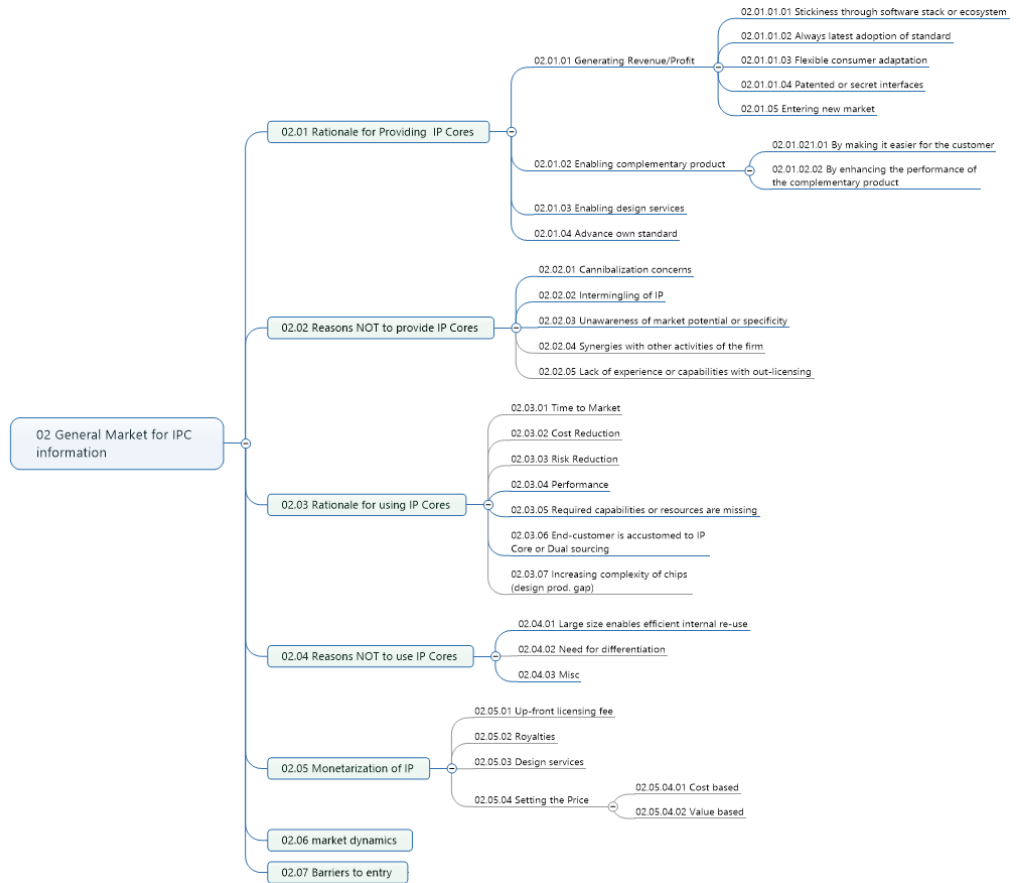 02 General Market for IPC
information
02.01 Rationale for Providing  IP Cores
02.01.01 Generating Revenue/Profit
02.01.01.01 Stickiness through software stack or ecosystem
02.01.01.02 Always latest adoption of standard
02.01.01.03 Flexible consumer adaptation
02.01.01.04 Patented or secret interfaces
02.01.05 Entering new market
02.01.02 Enabling complementary product
02.01.021.01 By making it easier for the customer
02.01.02.02 By enhancing the performance of
the complementary product
02.01.03 Enabling design services
02.01.04 Advance own standard
02.02 Reasons NOT to provide IP Cores
02.02.01 Cannibalization concerns
02.02.02 Intermingling of IP
02.02.03 Unawareness of market potential or specificity
02.02.04 Synergies with other activities of the firm
02.02.05 Lack of experience or capabilities with out-licensing
02.03 Rationale for using IP Cores
02.03.01 Time to Market
02.03.02 Cost Reduction
02.03.03 Risk Reduction
02.03.04 Performance
02.03.05 Required capabilities or resources are missing
02.03.06 End-customer is accustomed to IP
Core or Dual sourcing
02.03.07 Increasing complexity of chips
(design prod. gap)
02.04 Reasons NOT to use IP Cores
02.04.01 Large size enables efficient internal re-use
02.04.02 Need for differentiation
02.04.03 Misc
02.05 Monetarization of IP
02.05.01 Up-front licensing fee
02.05.02 Royalties
02.05.03 Design services
02.05.04 Setting the Price
02.05.04.01 Cost based
02.05.04.02 Value based
02.06 market dynamics
02.07 Barriers to entry